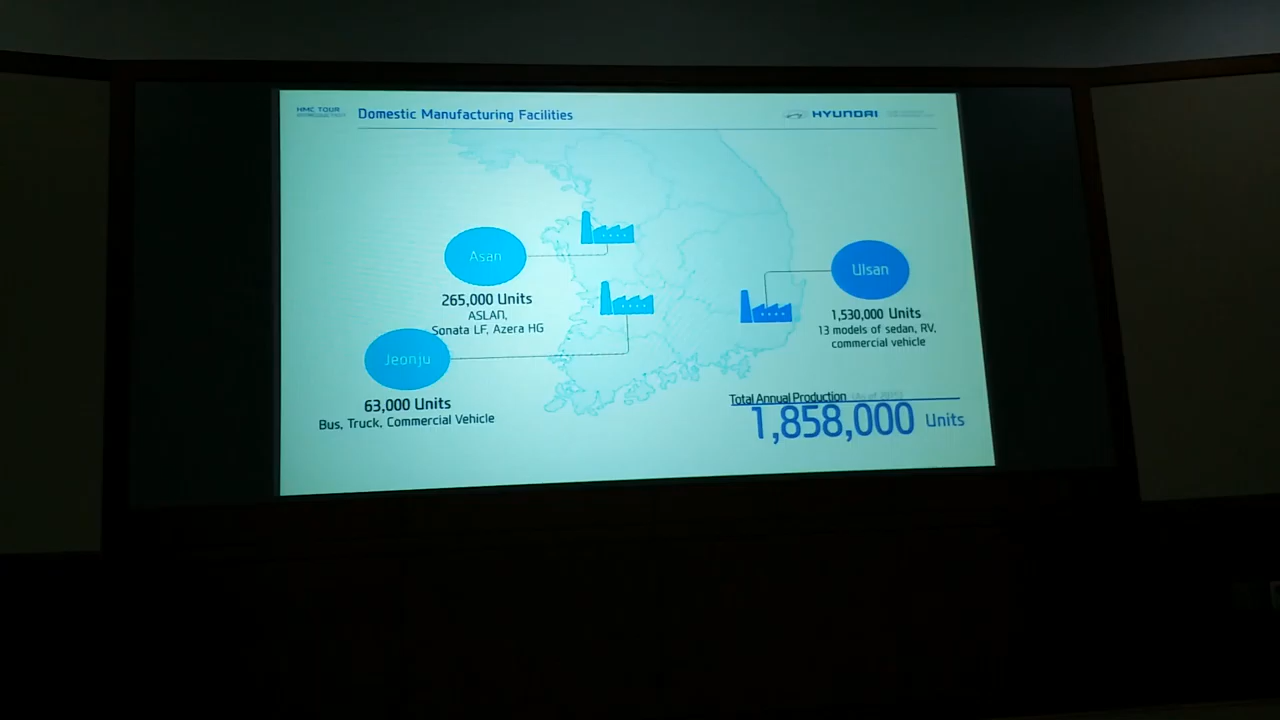 HMC TOUR
Domestic Manufacturing Facilities
HYUNDAI
Asan
265,000 Units
ASLAN,
Sonata LF, Azera HG
Jeonju
63,000 Units
Bus, Truck, Commercial Vehicle
Ulsan
1,530,000 Units
13 models of sedan, RV,
commercial vehicle
Total Annual Production
1,858,000 Units